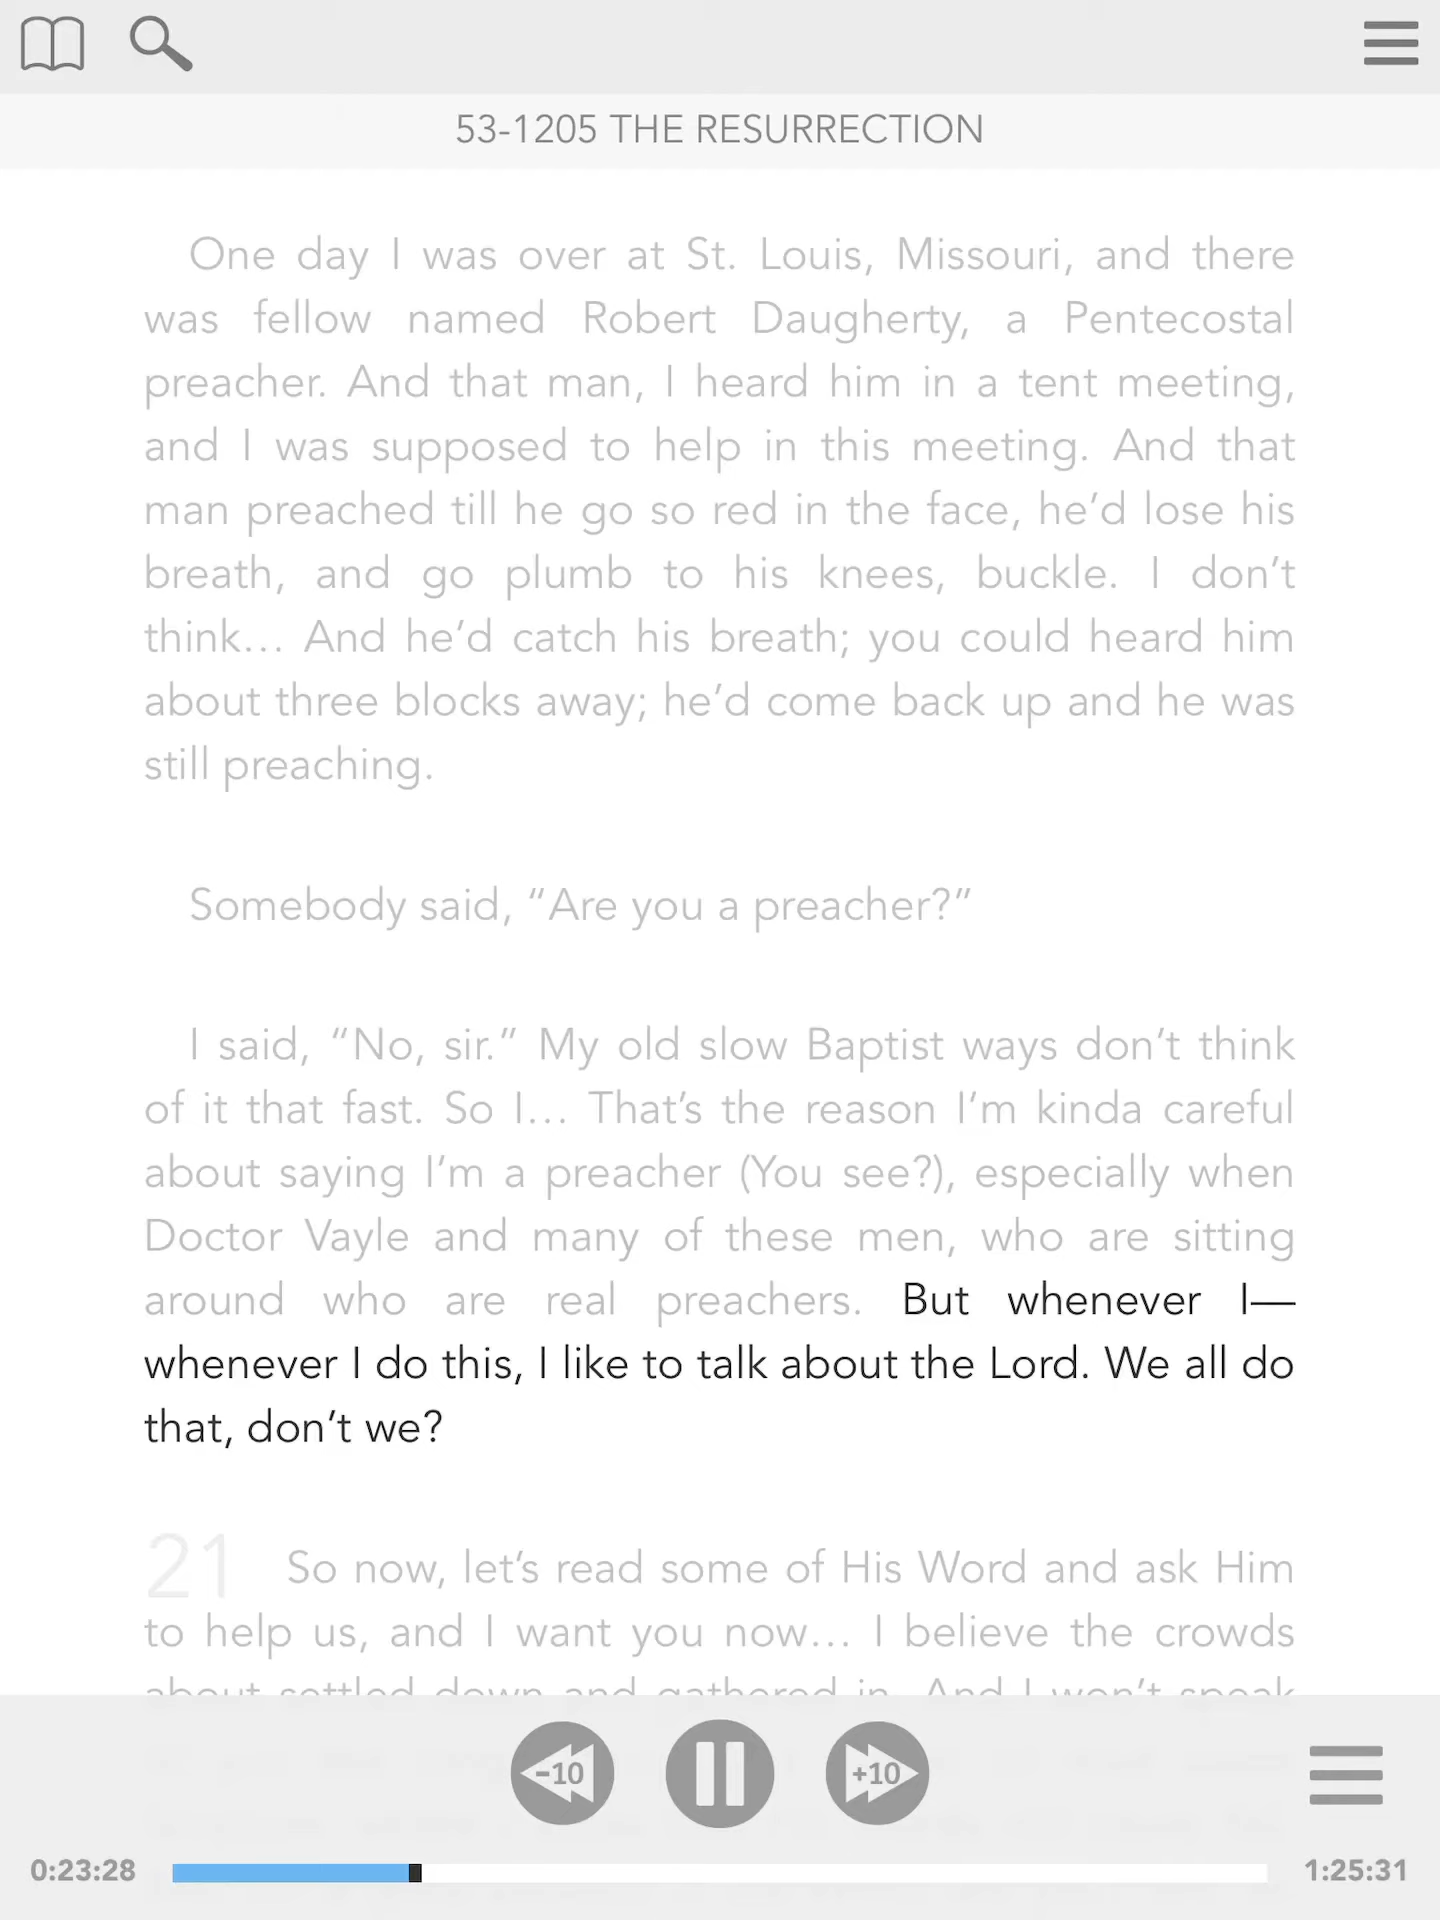 53-1205 THE RESURRECTION
One day I was over at St. Louis, Missouri, and there
was fellow named Robert Daugherty, a Pentecostal
preacher. And that man, I heard him in a tent meeting,
and I was supposed to help in this meeting. And that
man preached till he go so red in the face, he’d lose his
breath, and go plumb to his knees, buckle. I don’t
think… And he’d catch his breath; you could heard him
about three blocks away; he’d come back up and he was
still preaching.
Somebody said, “Are you a preacher?”
I said, “No, sir.” My old slow Baptist ways don’t think
of it that fast. So I… That’s the reason I’m kinda careful
about saying I’m a preacher (You see?), especially when
Doctor Vayle and many of these men, who are sitting
around who are real preachers. But whenever I—
whenever I do this, I like to talk about the Lord. We all do
that, don’t we?
21 So now, let’s read some of His Word and ask Him
to help us, and I want you now… I believe the crowds
about settled down and gathered in. And I won’t speak
-10 +10
0:23:28 1:25:31